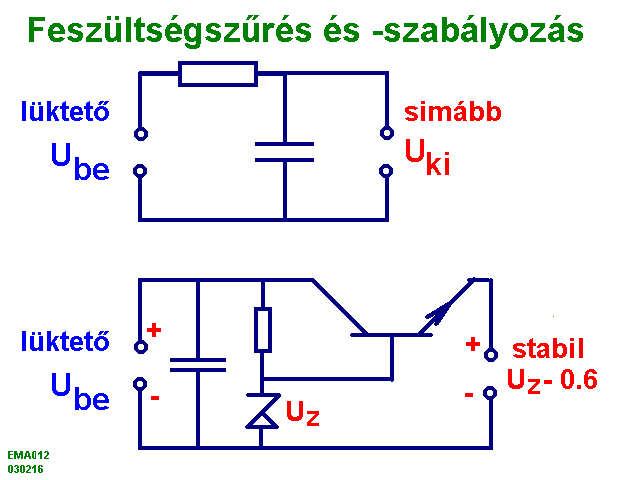 Feszültségszűrés és -szabályozás
lüktető
simább
Ube
Uki
lüktető
+
+
stabil
Ube
-
-
Uz - 0.6
Uz
EMA012
030216